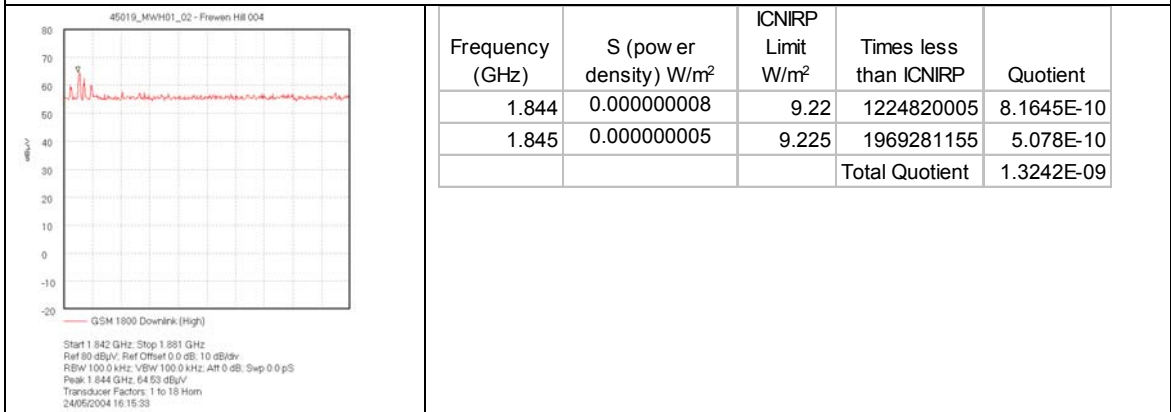 45019_MWH01_02 - Frewen Hill 004
80
70
60
50
40
30
20
10
0
-10
-20
dBµV
GSM 1800 Downlink (High)
Start 1.842 GHz; Stop 1.881 GHz
Ref 80 dBµV; Ref Offset 0.0 dB; 10 dB/div
RBW 100.0 kHz; VBW 100.0 kHz; Att 0 dB; Swp 0.0 pS
Peak 1.844 GHz, 64.53 dBµV
Transducer Factors: 1 to 18 Horn
24/05/2004 16:15:33
Frequency (GHz) S (power density) W/m² ICNIRP Limit W/m² Times less than ICNIRP Quotient
1.844 0.000000008 9.22 1224820005 8.1645E-10
1.845 0.000000005 9.225 1969281155 5.078E-10
Total Quotient 1.3242E-09